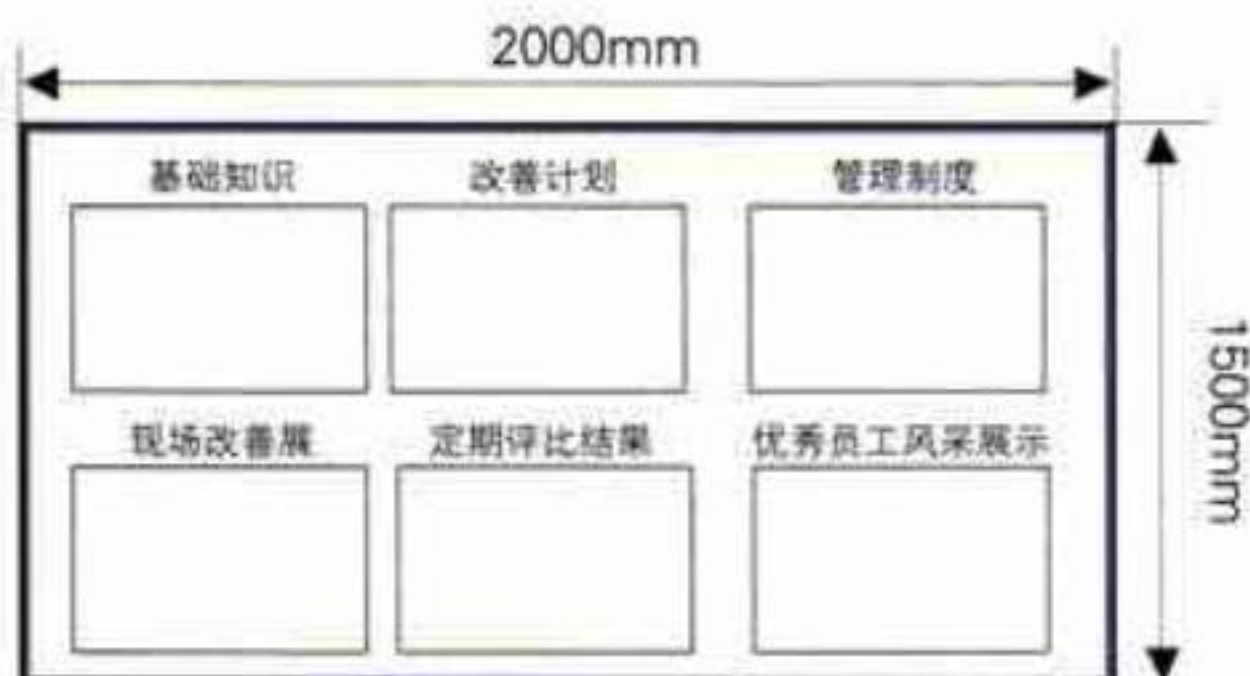 2000mm
基础知识
改善计划
管理制度
1500mm
现场改善展
定期评比结果
优秀员工风采展示